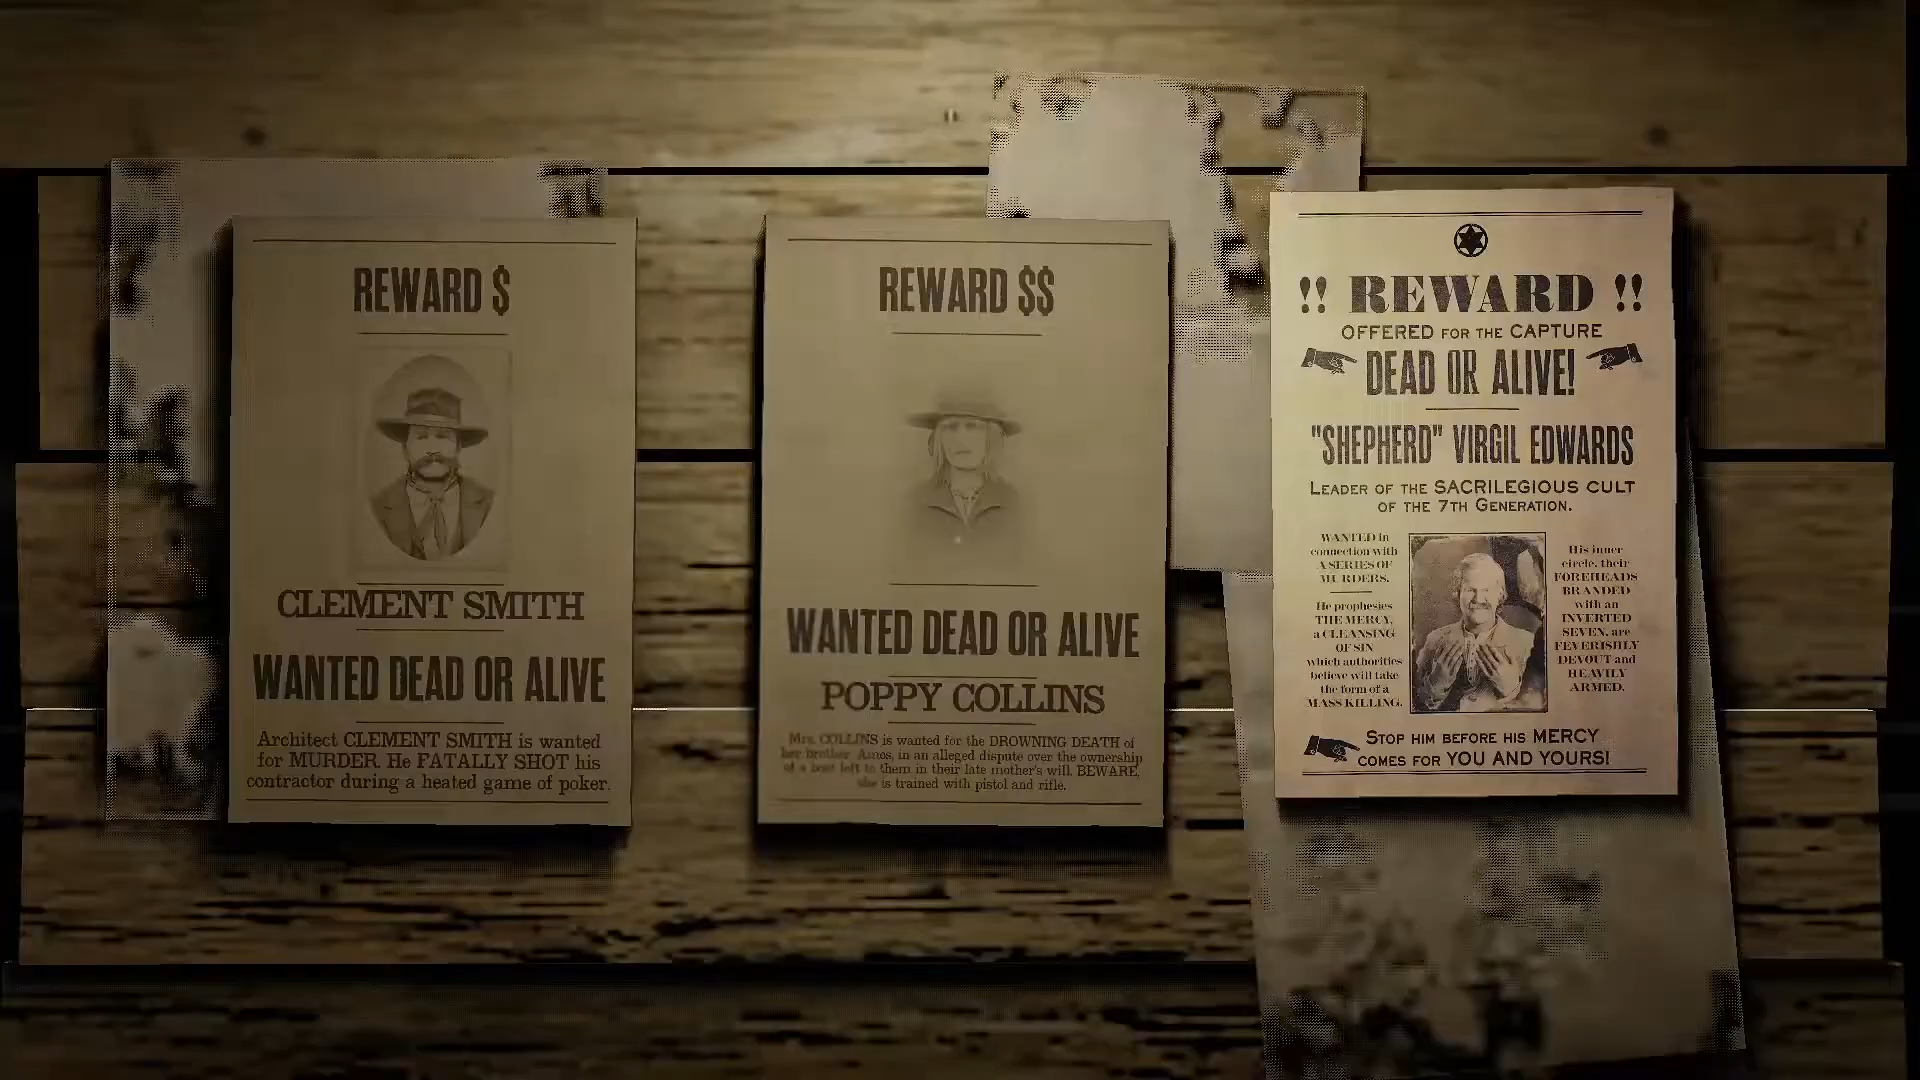 REWARD $
CLEMENT SMITH
WANTED DEAD OR ALIVE
Architect CLEMENT SMITH is wanted
for MURDER. He FATALLY SHOT his
contractor during a heated game of poker.
REWARD $$
WANTED DEAD OR ALIVE
POPPY COLLINS
Mrs. COLLINS is wanted for the DROWNING DEATH of
her brother Amos, in an alleged dispute over the ownership
of a boat left to them in their late mother's will. BEWARE,
she is trained with pistol and rifle.
!! REWARD !!
OFFERED FOR THE CAPTURE
DEAD OR ALIVE!
"SHEPHERD" VIRGIL EDWARDS
LEADER OF THE SACRILEGIOUS CULT
OF THE 7TH GENERATION.
WANTED in
connection with
A SERIES OF
MURDERS.
He prophesies
THE MERCY,
a CLEANSING
OF SIN
which authorities
believe will take
the form of a
MASS KILLING.
His inner
circle, their
FOREHEADS
BRANDED
with an
INVERTED
SEVEN, are
FEVERISHLY
DEVOUT and
HEAVILY
ARMED.
STOP HIM BEFORE HIS MERCY
COMES FOR YOU AND YOURS!